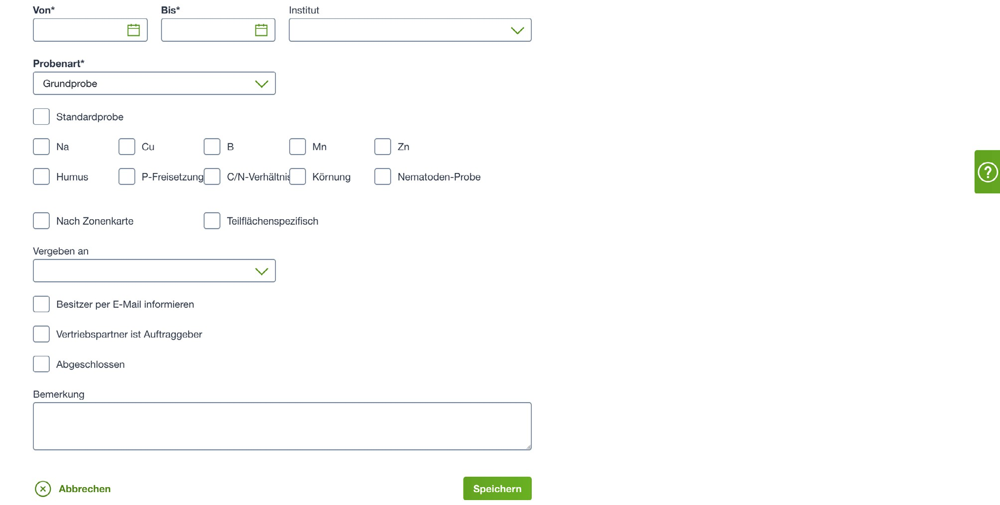 Von* Bis* Institut
Probenart*
Grundprobe
Standardprobe
Na Cu B Mn Zn
Humus P-Freisetzung C/N-Verhältnis Körnung Nematoden-Probe
Nach Zonenkarte Teilflächenspezifisch
Vergeben an
Besitzer per E-Mail informieren
Vertriebspartner ist Auftraggeber
Abgeschlossen
Bemerkung
Abbrechen Speichern